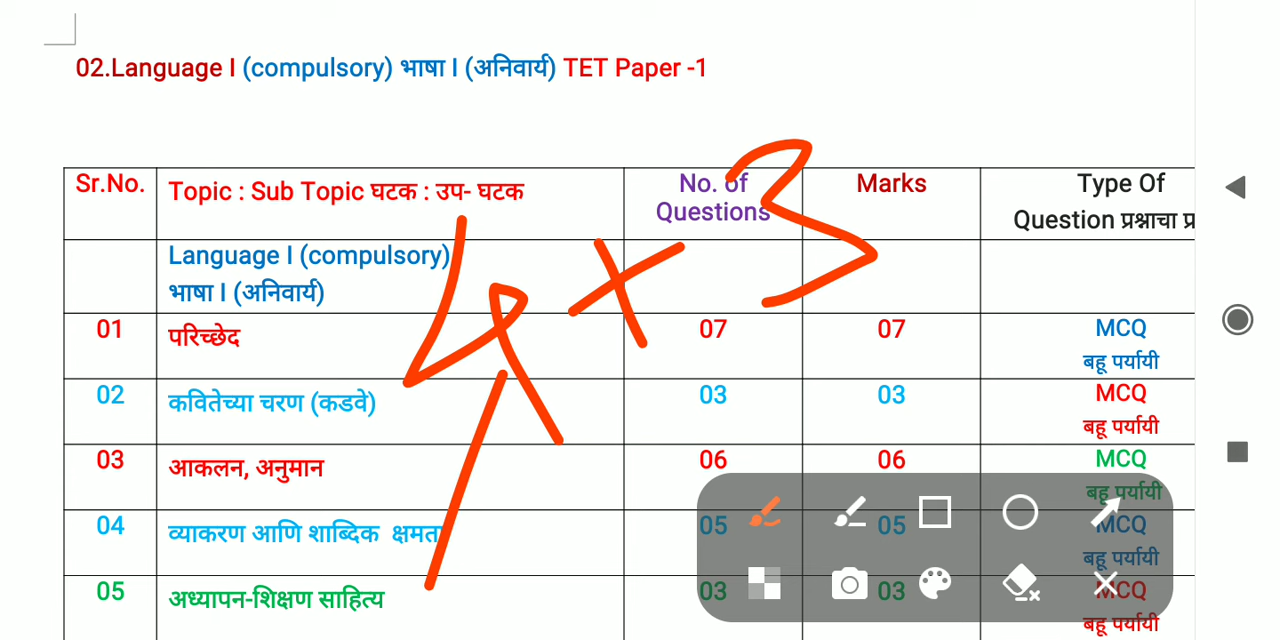 02.Language I (compulsory) भाषा I (अनिवार्य) TET Paper -1
Sr.No. Topic : Sub Topic घटक : उप- घटक No. of Questions Marks Type Of Question प्रश्नाचा प्र
Language I (compulsory)
भाषा I (अनिवार्य)
4 x 3
01 परिच्छेद 07 07 MCQ बहू पर्यायी
02 कवितेच्या चरण (कडवे) 03 03 MCQ बहू पर्यायी
03 आकलन, अनुमान 06 06 MCQ बहू पर्यायी
04 व्याकरण आणि शाब्दिक क्षमता 05 05 MCQ बहू पर्यायी
05 अध्यापन-शिक्षण साहित्य 03 03 MCQ बहू पर्यायी